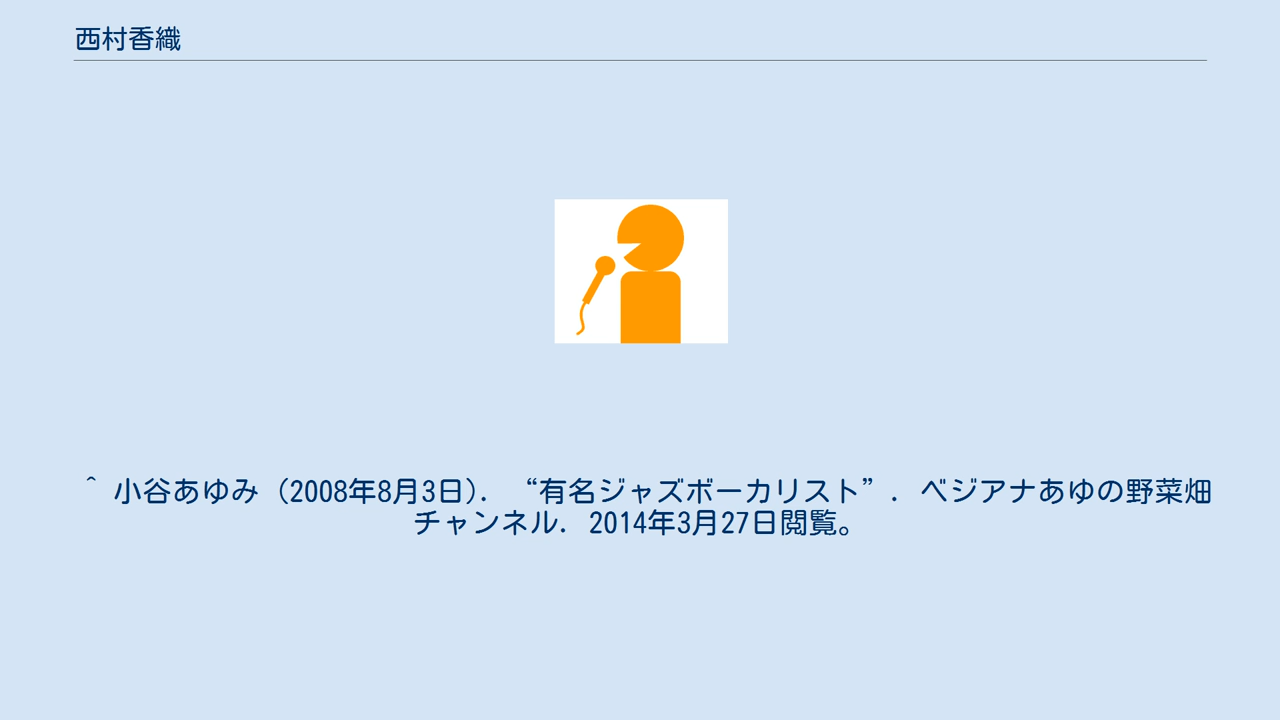 西村香織
^ 小谷あゆみ (2008年8月3日). “有名ジャズボーカリスト”. ベジアナあゆの野菜畑
チャンネル. 2014年3月27日閲覧。